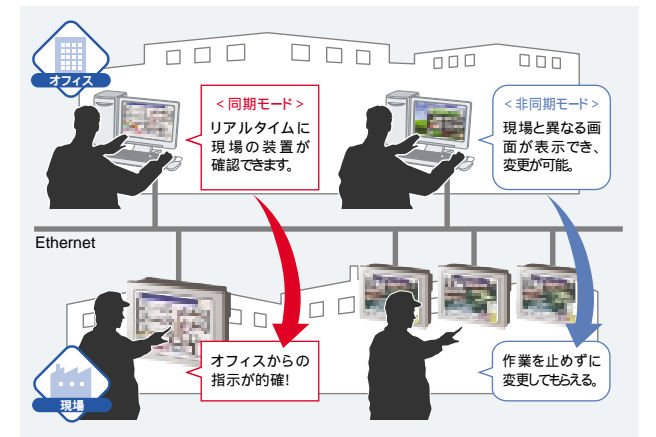 オフィス
<同期モード>
リアルタイムに
現場の装置が
確認できます。
<非同期モード>
現場と異なる画
面が表示でき、
変更が可能。
Ethernet
オフィスからの
指示が的確!
作業を止めずに
変更してもらえる。
現場